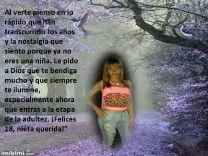 Al verte pienso en lo
rápido que han
transcurrido los años
y la nostalgia que
siento porque ya no
eres una niña. Le pido
a Dios que te bendiga
mucho y que siempre
te ilumine,
especialmente ahora
que entras a la etapa
de la adultez. ¡Felices
18, nieta querida!"
imikimi.com